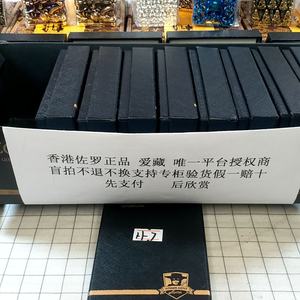 香港佐罗正品 爱藏 唯一平台授权商
盲拍不退不换支持专柜验货假一赔十
先支付 后欣赏